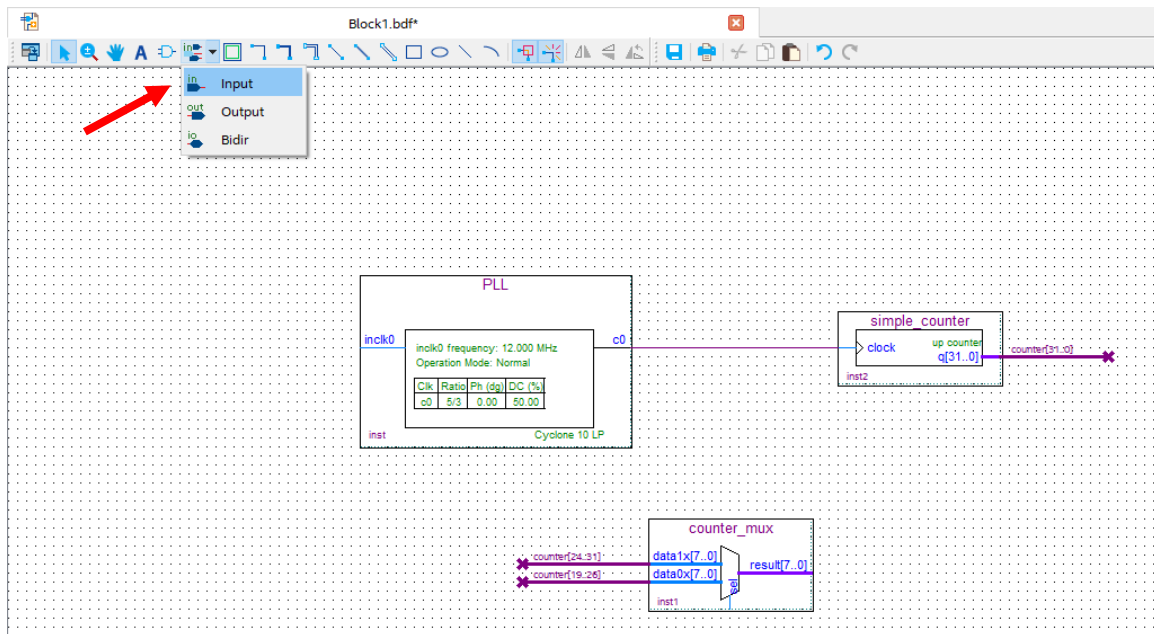 Block1.bdf*
A
in
in Input
out Output
io Bidir
PLL
inclk0
c0
inclk0 frequency: 12.000 MHz
Operation Mode: Normal
Clk Ratio Ph (dg) DC (%)
c0 5/3 0.00 50.00
inst
Cyclone 10 LP
simple_counter
clock
up counter
q[31..0]
inst2
counter[31..0]
counter_mux
counter[24..31]
data1x[7..0]
counter[19..26]
data0x[7..0]
result[7..0]
sel
inst1